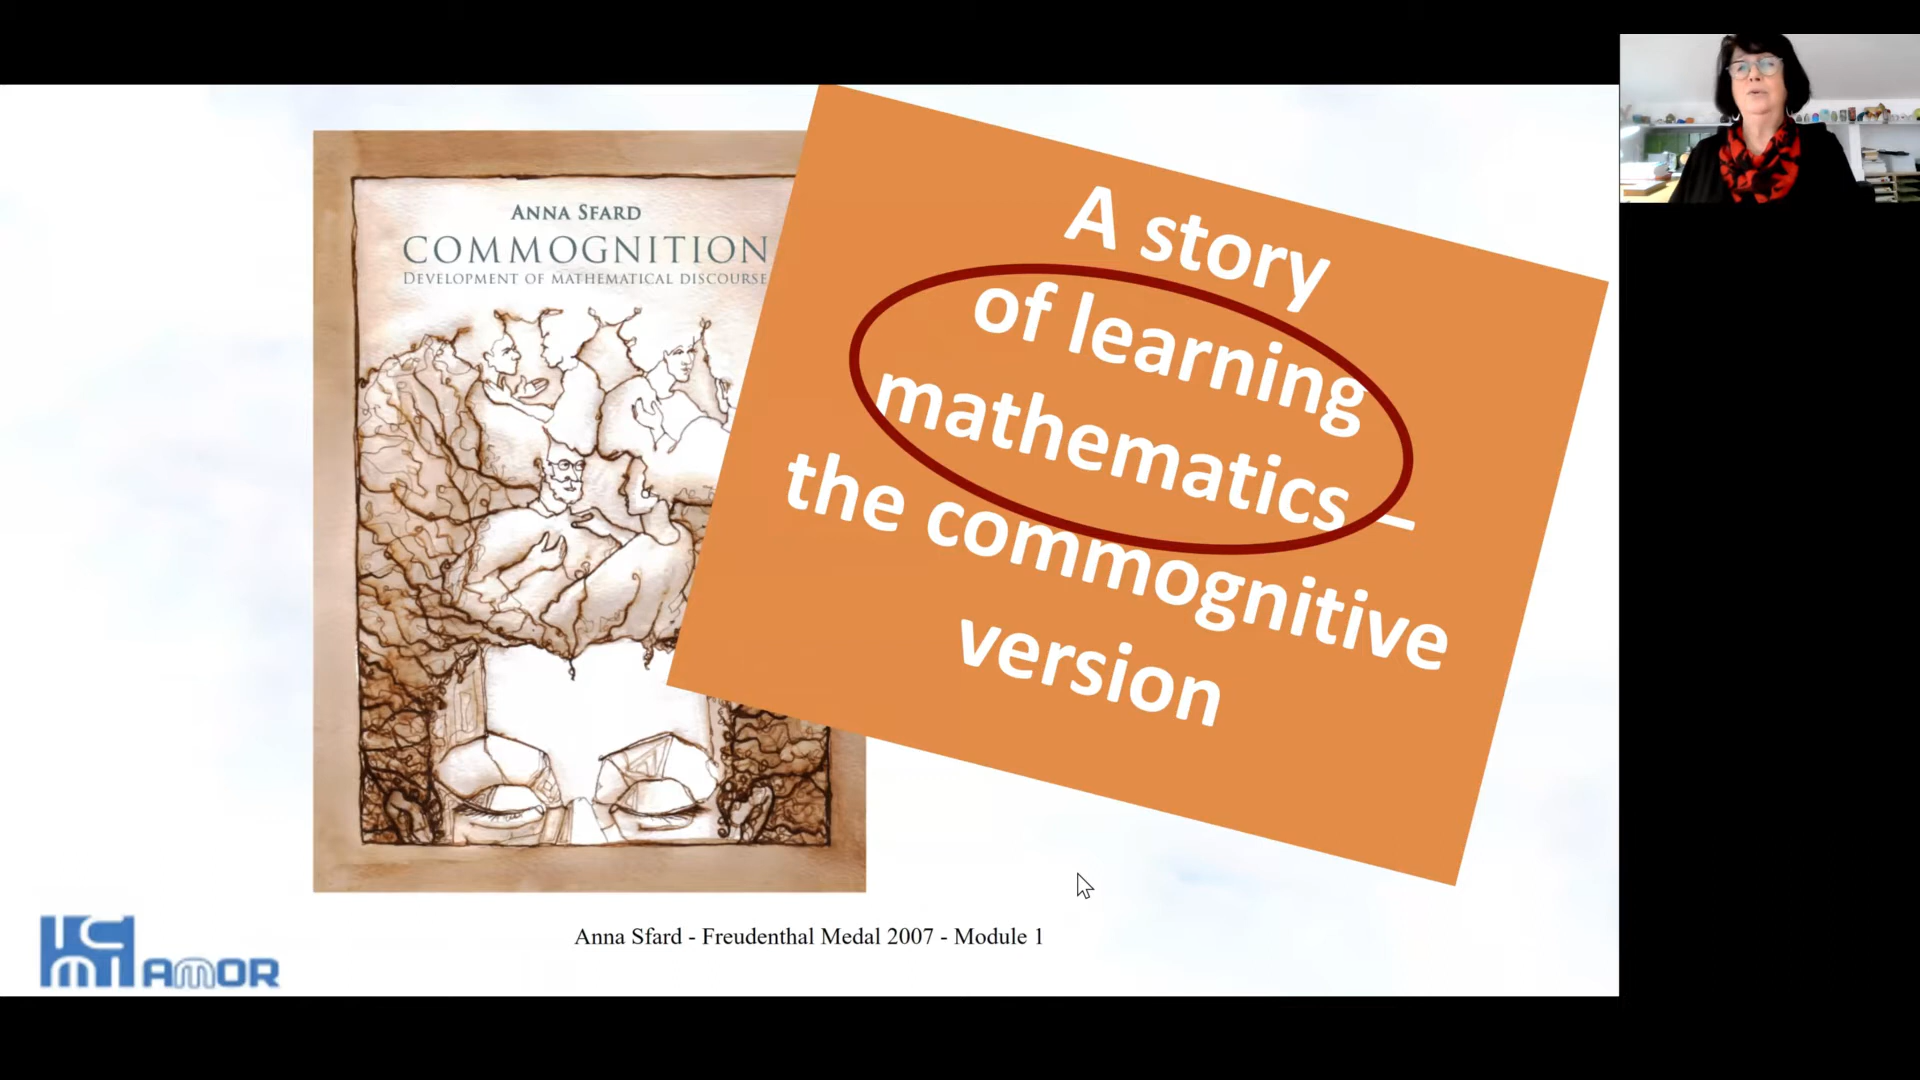 ANNA SFARD
COMMOGNITION
DEVELOPMENT OF MATHEMATICAL DISCOURSE
A story
of learning
mathematics –
the commognitive
version
Anna Sfard - Freudenthal Medal 2007 - Module 1
ICMI AMOR